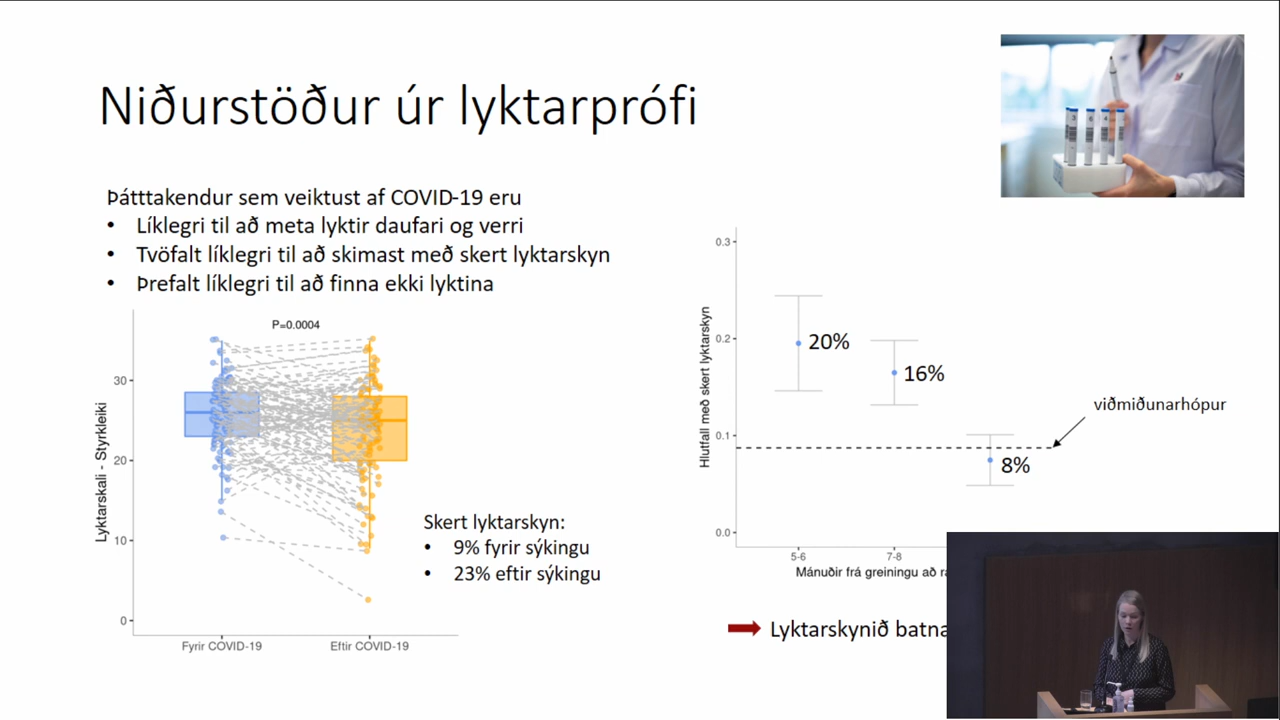 Niðurstöður úr lyktarprófi
Þátttakendur sem veiktust af COVID-19 eru
• Líklegri til að meta lyktir daufari og verri
• Tvöfalt líklegri til að skimast með skert lyktarskyn
• Þrefalt líklegri til að finna ekki lyktina
P=0.0004
Lyktarskali - Styrkleiki
30
20
10
0
Fyrir COVID-19
Eftir COVID-19
Skert lyktarskyn:
• 9% fyrir sýkingu
• 23% eftir sýkingu
Hlutfall með skert lyktarskyn
0.3
0.2
0.1
0.0
20%
16%
8%
viðmiðunarhópur
5-6
7-8
Mánuðir frá greiningu að
Lyktarskynið